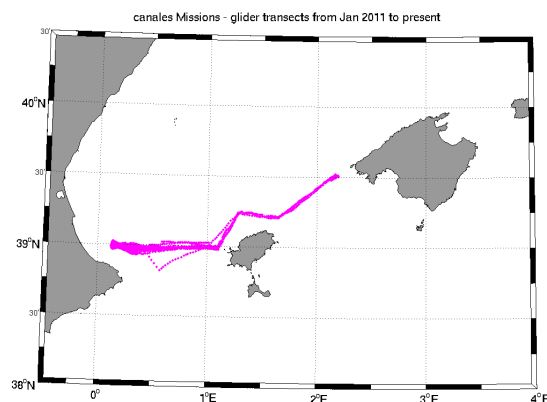 canales Missions - glider transects from Jan 2011 to present
30'
40°N
30'
39°N
30'
38°N
0°
1°E
2°E
3°E
4°E